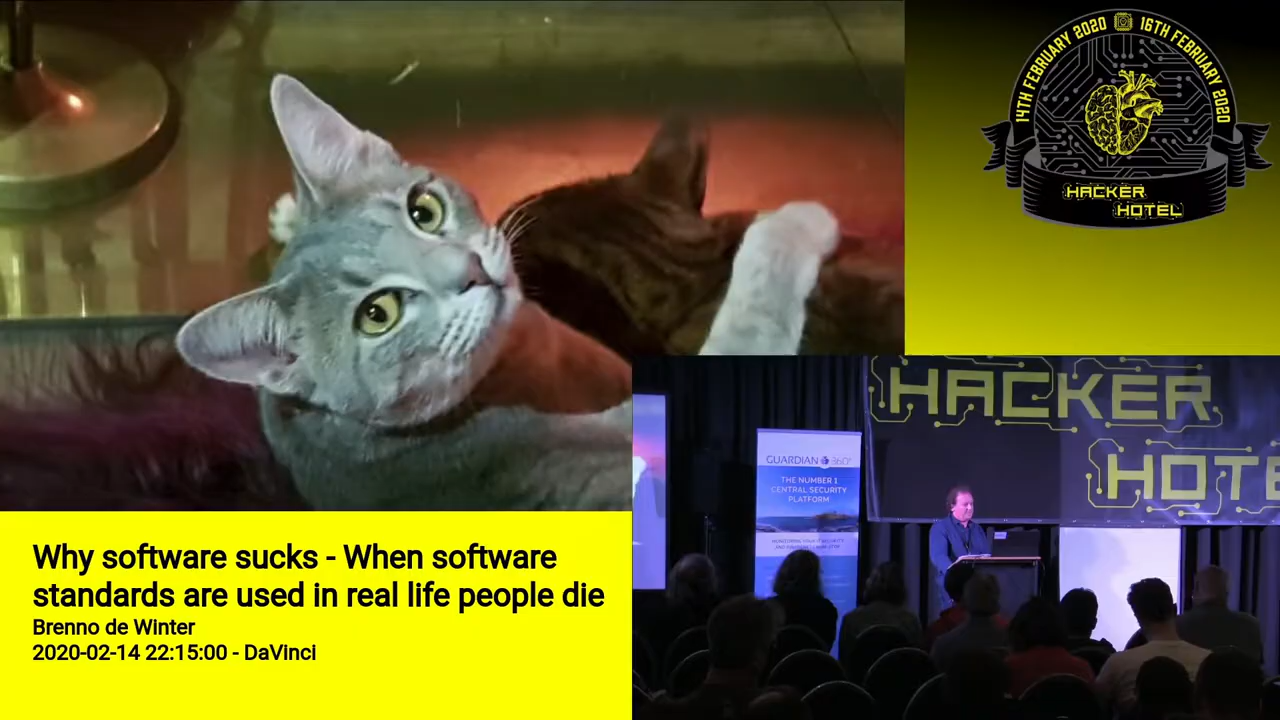 14TH FEBRUARY 2020 16TH FEBRUARY 2020
HACKER
HOTEL
HACKER
HOTE
GUARDIAN 360°
THE NUMBER 1
CENTRAL SECURITY
PLATFORM
Why software sucks - When software
standards are used in real life people die
Brenno de Winter
2020-02-14 22:15:00 - DaVinci